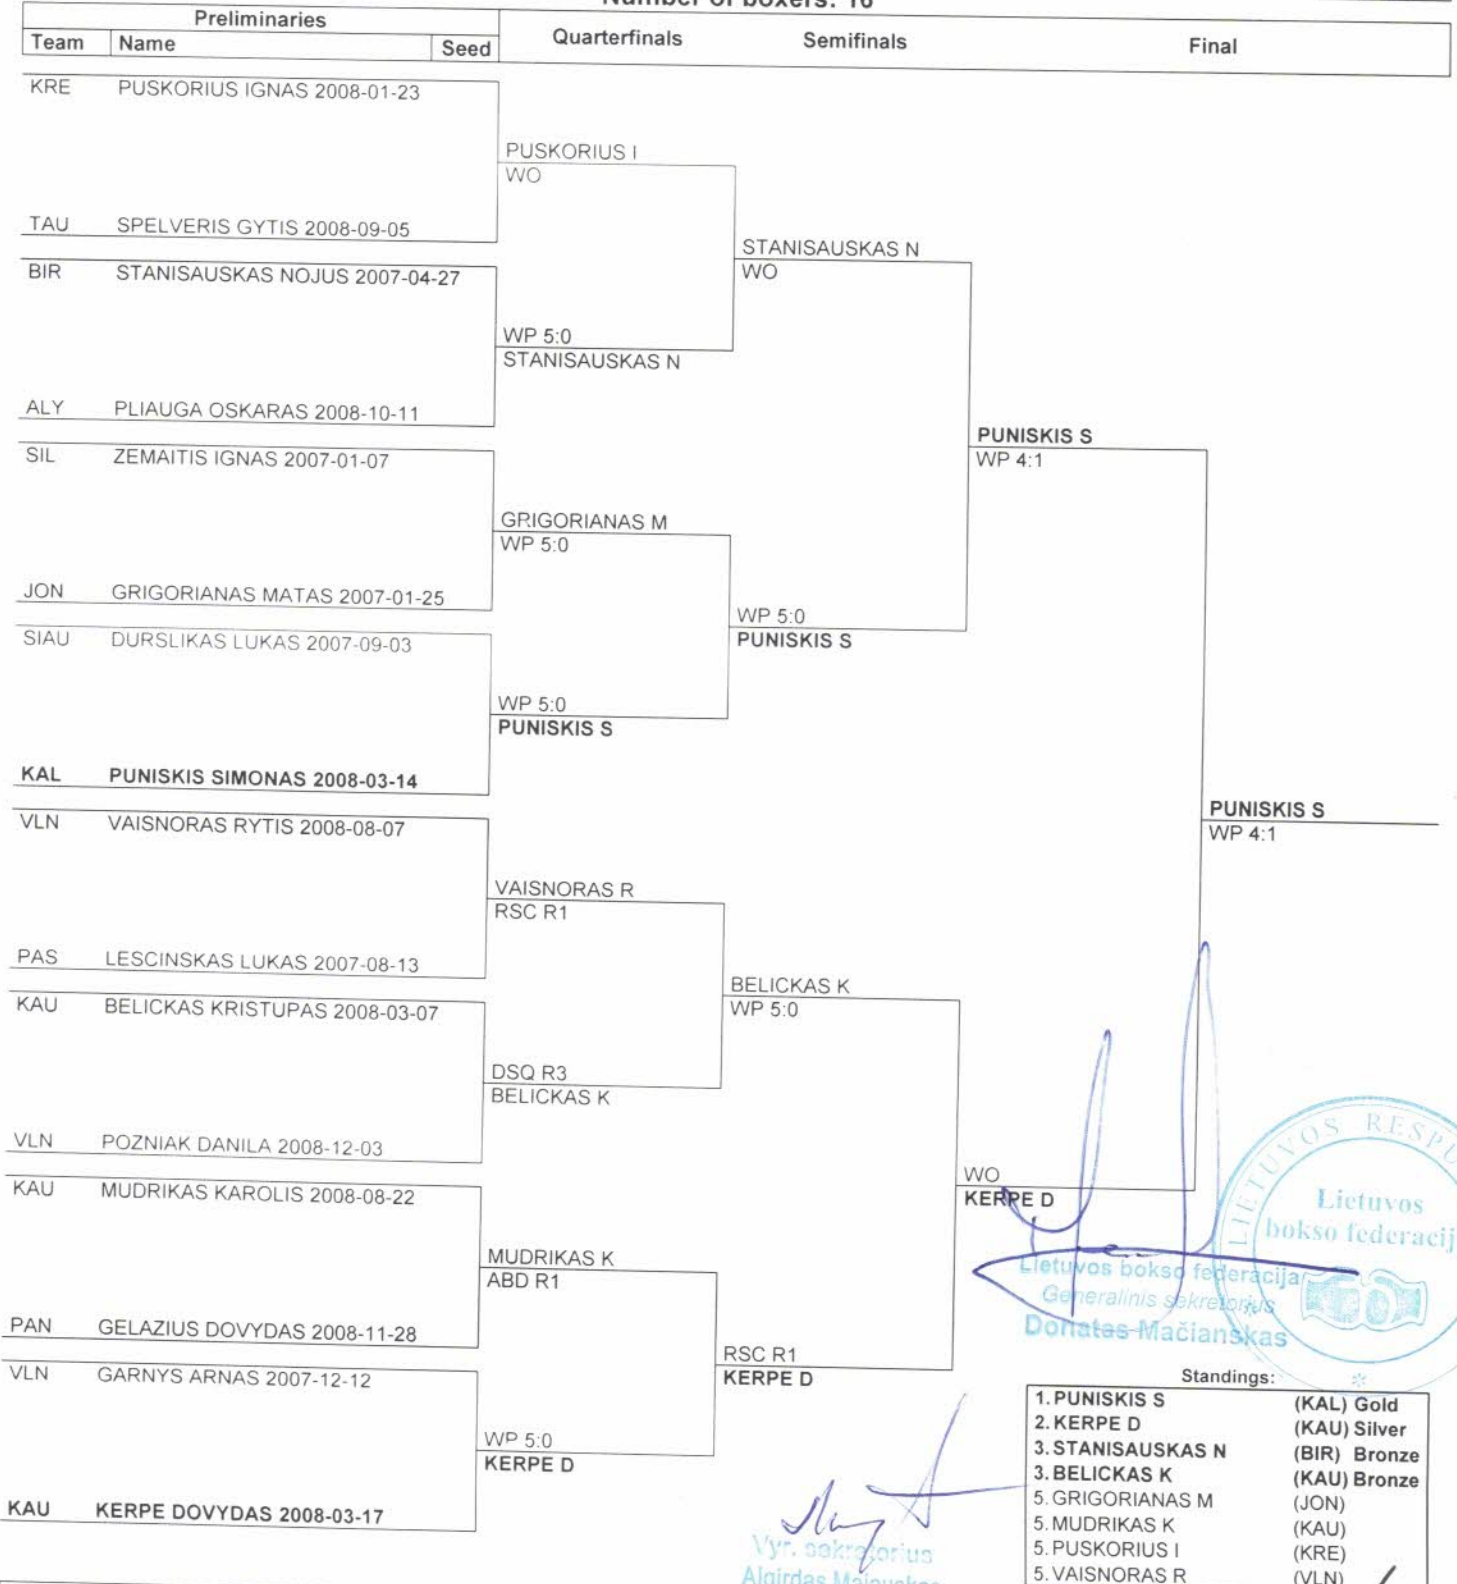 Number of boxers: 16
Preliminaries
Team Name Seed
Quarterfinals
Semifinals
Final
KRE PUSKORIUS IGNAS 2008-01-23
PUSKORIUS I
WO
TAU SPELVERIS GYTIS 2008-09-05
STANISAUSKAS N
WO
BIR STANISAUSKAS NOJUS 2007-04-27
WP 5:0
STANISAUSKAS N
ALY PLIAUGA OSKARAS 2008-10-11
PUNISKIS S
WP 4:1
SIL ZEMAITIS IGNAS 2007-01-07
GRIGORIANAS M
WP 5:0
JON GRIGORIANAS MATAS 2007-01-25
WP 5:0
PUNISKIS S
SIAU DURSLIKAS LUKAS 2007-09-03
WP 5:0
PUNISKIS S
KAL PUNISKIS SIMONAS 2008-03-14
PUNISKIS S
WP 4:1
VLN VAISNORAS RYTIS 2008-08-07
VAISNORAS R
RSC R1
PAS LESCINSKAS LUKAS 2007-08-13
BELICKAS K
WP 5:0
KAU BELICKAS KRISTUPAS 2008-03-07
DSQ R3
BELICKAS K
VLN POZNIAK DANILA 2008-12-03
WO
KERPE D
KAU MUDRIKAS KAROLIS 2008-08-22
MUDRIKAS K
ABD R1
PAN GELAZIUS DOVYDAS 2008-11-28
RSC R1
KERPE D
VLN GARNYS ARNAS 2007-12-12
WP 5:0
KERPE D
KAU KERPE DOVYDAS 2008-03-17
LIETUVOS
Lietuvos
bokso federacij
Lietuvos bokso federacija
Generalinis sekretorius
Donatas Mačianskas
Standings:
1. PUNISKIS S (KAL) Gold
2. KERPE D (KAU) Silver
3. STANISAUSKAS N (BIR) Bronze
3. BELICKAS K (KAU) Bronze
5. GRIGORIANAS M (JON)
5. MUDRIKAS K (KAU)
5. PUSKORIUS I (KRE)
5. VAISNORAS R (VLN)
Vyr. sekretorius
Algirdas